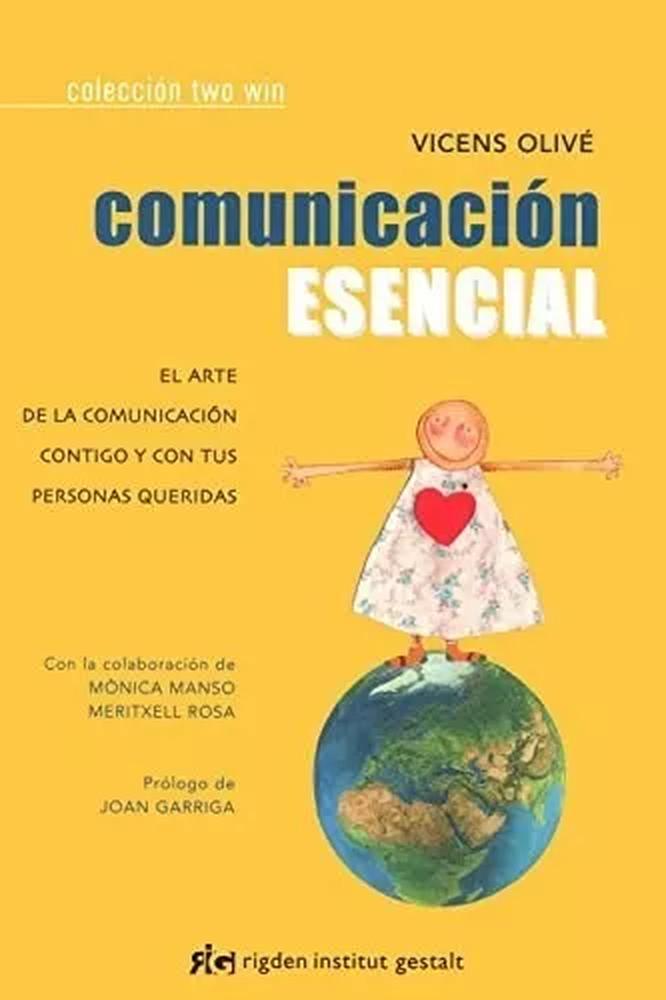 colección two win
VICENS OLIVÉ
comunicación
ESENCIAL
EL ARTE
DE LA COMUNICACIÓN
CONTIGO Y CON TUS
PERSONAS QUERIDAS
Con la colaboración de
MÒNICA MANSO
MERITXELL ROSA
Prólogo de
JOAN GARRIGA
RIG rigden institut gestalt